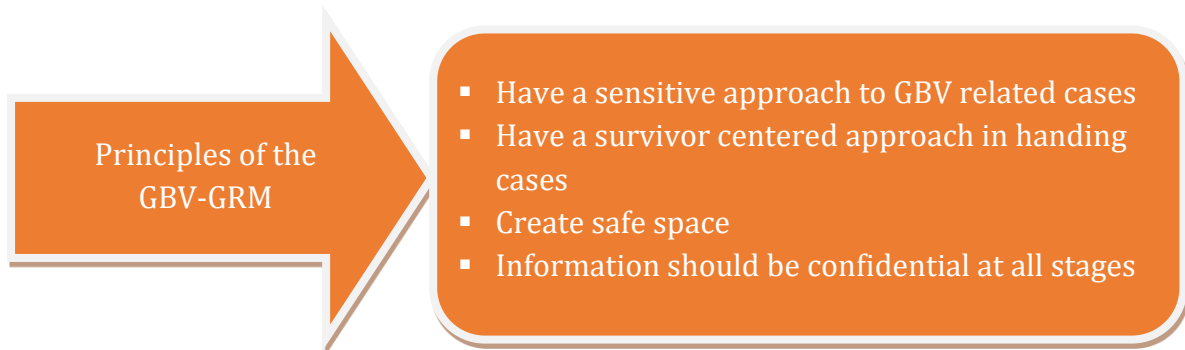 Principles of the
GBV-GRM
▪ Have a sensitive approach to GBV related cases
▪ Have a survivor centered approach in handing
cases
▪ Create safe space
▪ Information should be confidential at all stages